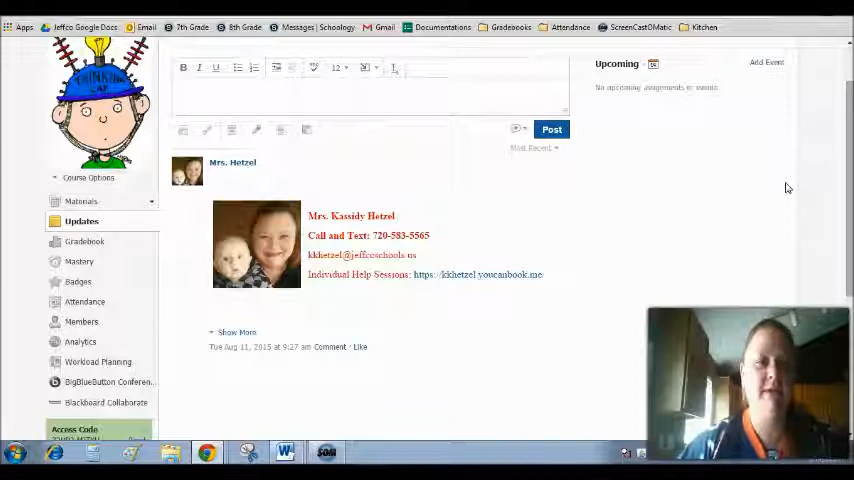 Apps Jeffco Google Docs Email 7th Grade 8th Grade Messages | Schoology Gmail Documentations Gradebooks Attendance ScreenCastOMatic Kitchen
THINKING CAP
B I U 12
Upcoming
Add Event
No upcoming assignments or events
Post
Most Recent
Course Options
Mrs. Hetzel
Materials
Updates
Gradebook
Mastery
Badges
Attendance
Members
Analytics
Workload Planning
BigBlueButton Conferen...
Blackboard Collaborate
Access Code
Mrs. Kassidy Hetzel
Call and Text: 720-583-5565
kkhetzel@jeffcoschools.us
Individual Help Sessions: https://kkhetzel.youcanbook.me/
Show More
Tue Aug 11, 2015 at 9:27 am Comment · Like
W
SOM